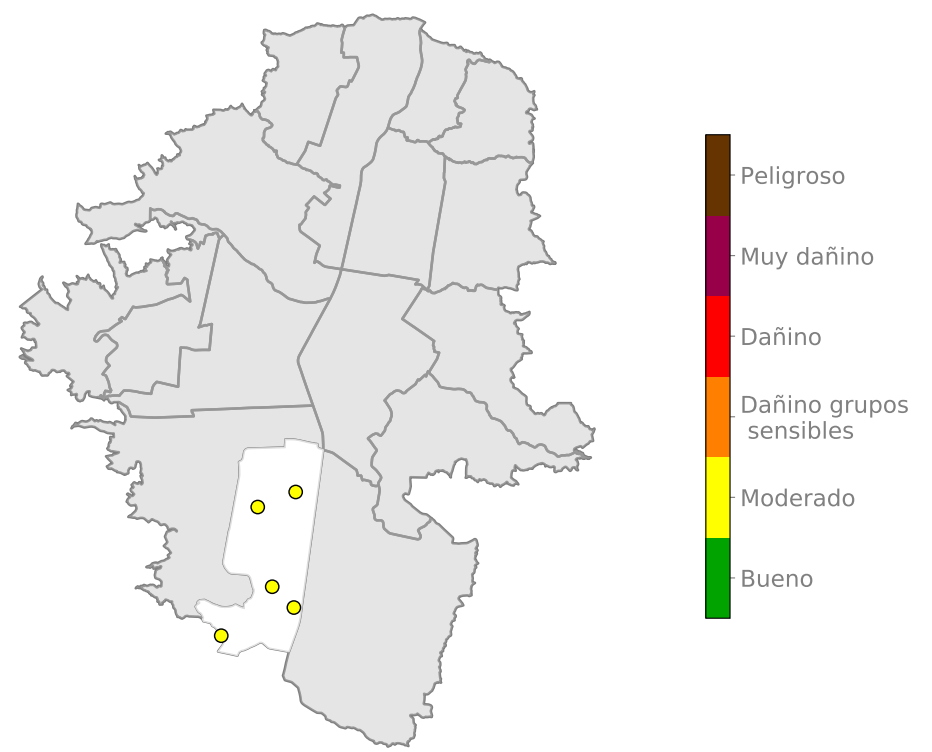 Peligroso
Muy dañino
Dañino
Dañino grupos
sensibles
Moderado
Bueno